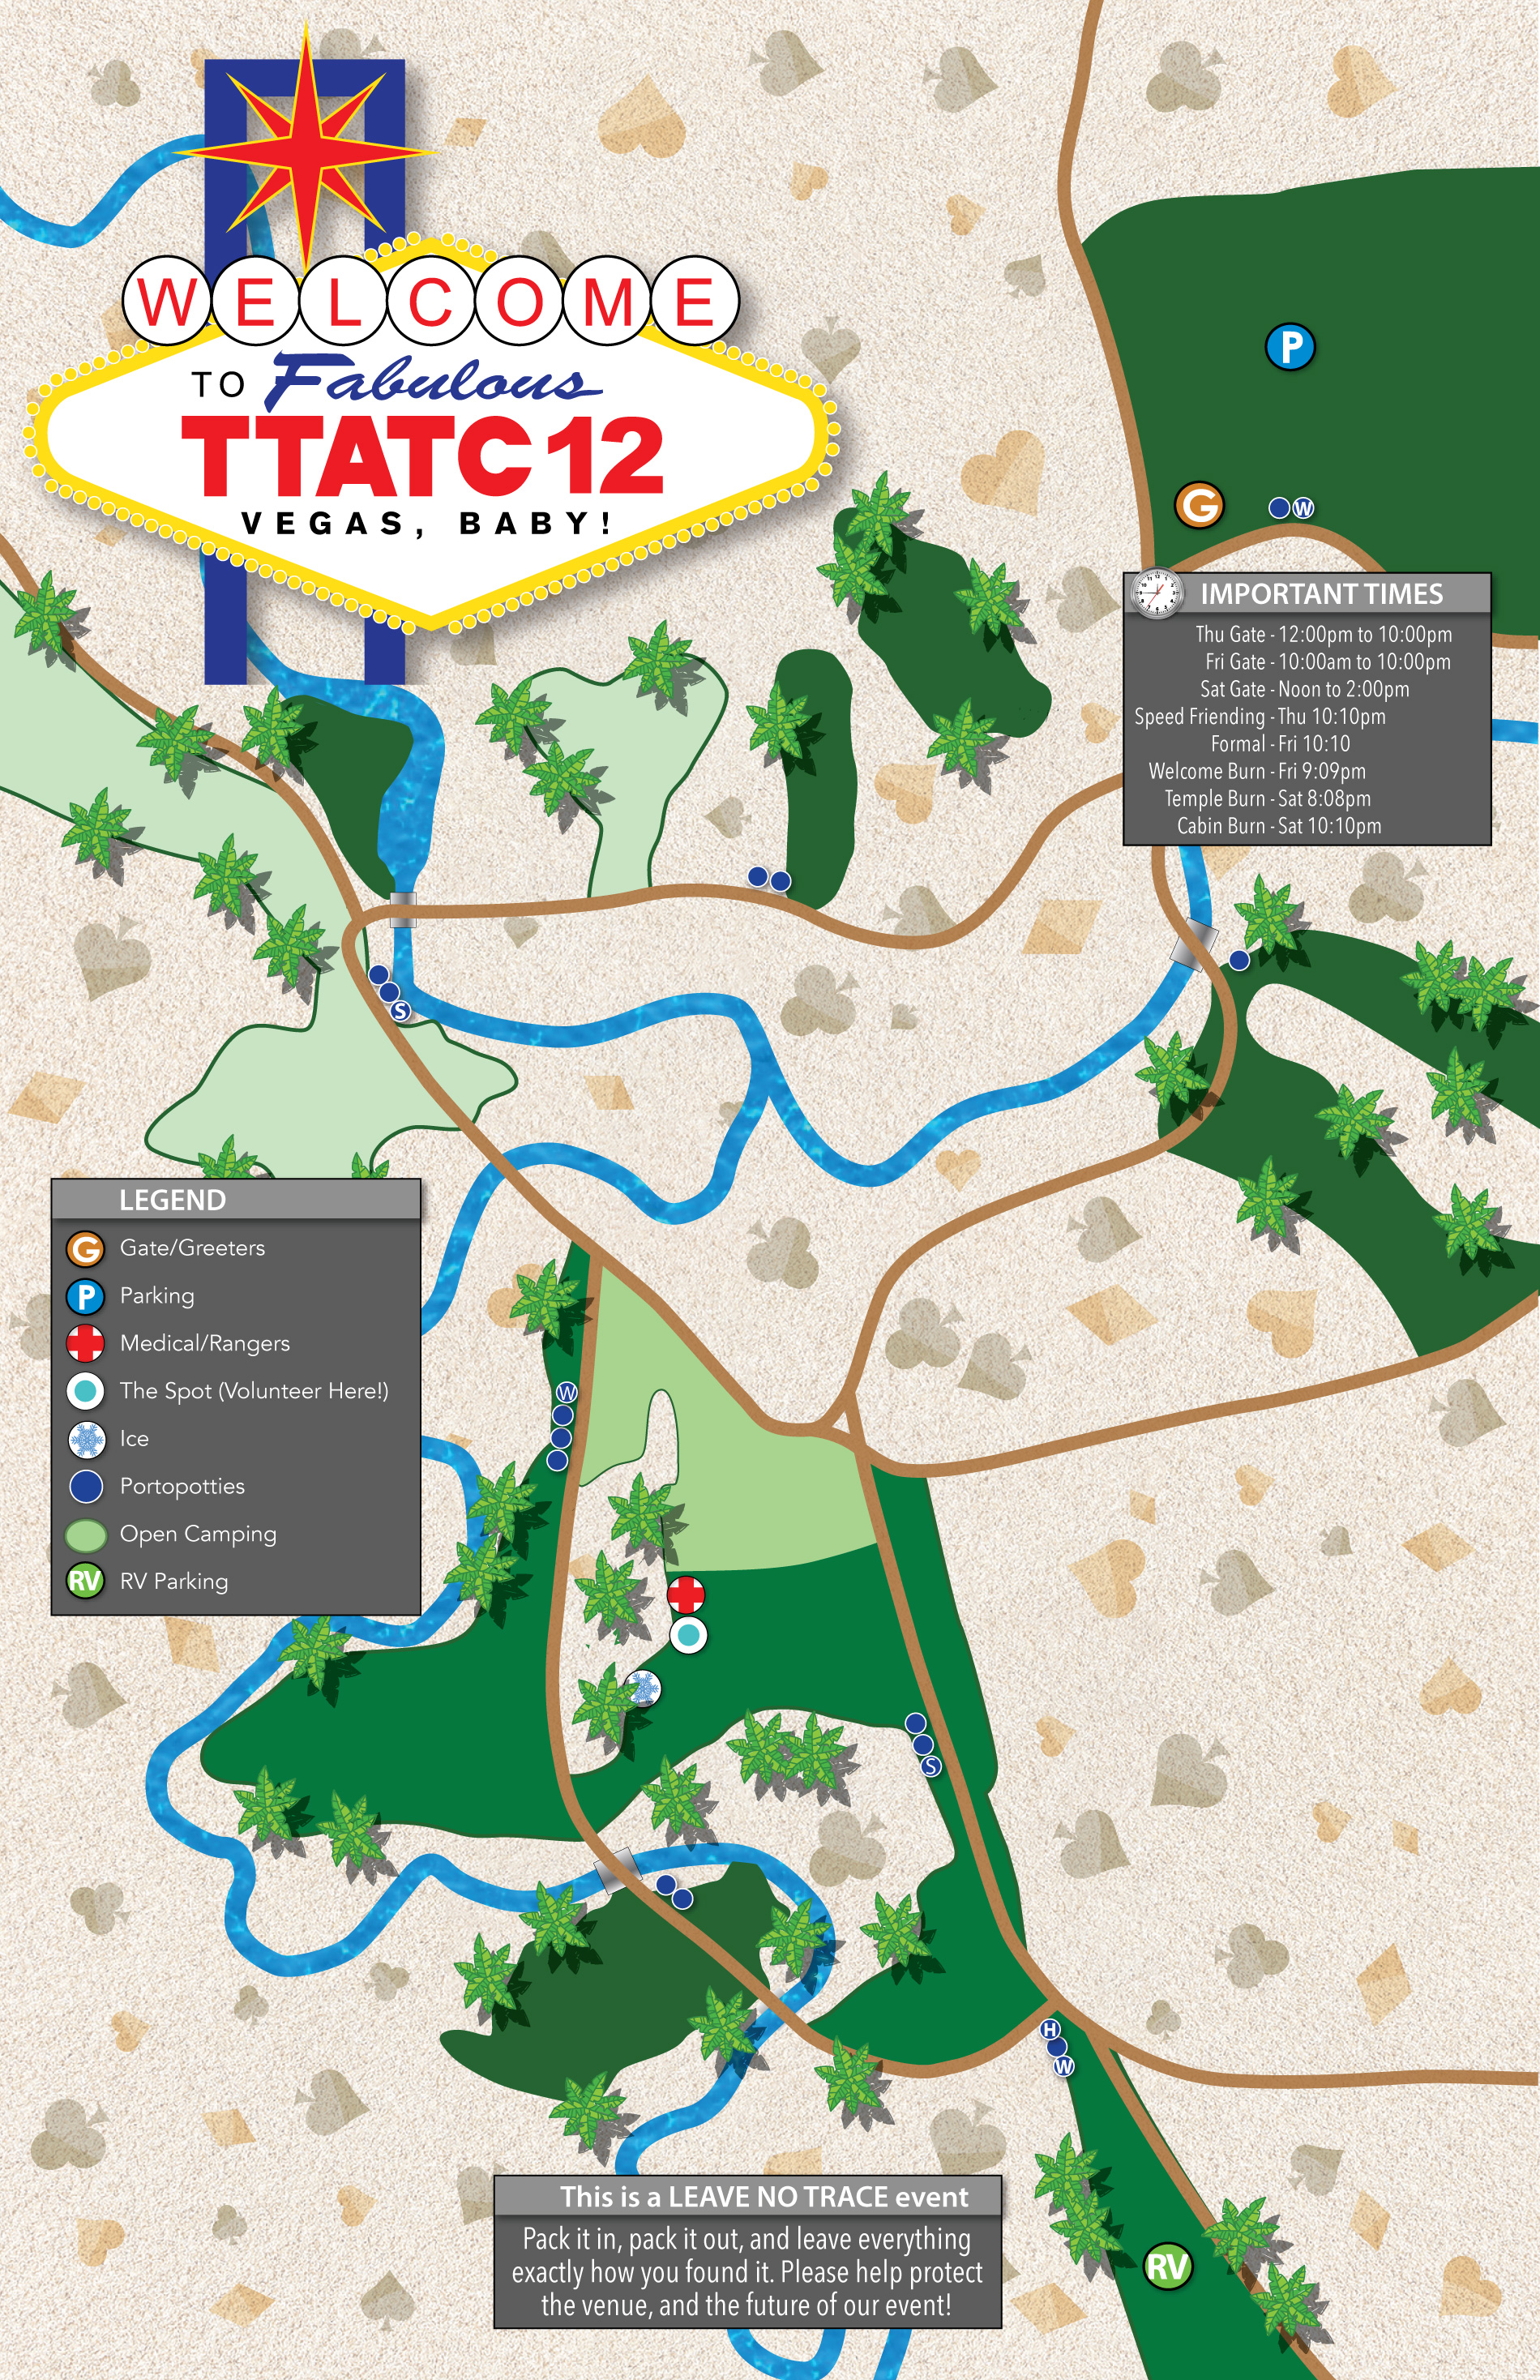 WELCOME
TO Fabulous
TTATC 12
VEGAS, BABY!
P
G
W
IMPORTANT TIMES
Thu Gate - 12:00pm to 10:00pm
Fri Gate - 10:00am to 10:00pm
Sat Gate - Noon to 2:00pm
Speed Friending - Thu 10:10pm
Formal - Fri 10:10
Welcome Burn - Fri 9:09pm
Temple Burn - Sat 8:08pm
Cabin Burn - Sat 10:10pm
S
LEGEND
G Gate/Greeters
P Parking
Medical/Rangers
The Spot (Volunteer Here!)
Ice
Portopotties
Open Camping
RV RV Parking
W
S
H
W
RV
This is a LEAVE NO TRACE event
Pack it in, pack it out, and leave everything
exactly how you found it. Please help protect
the venue, and the future of our event!